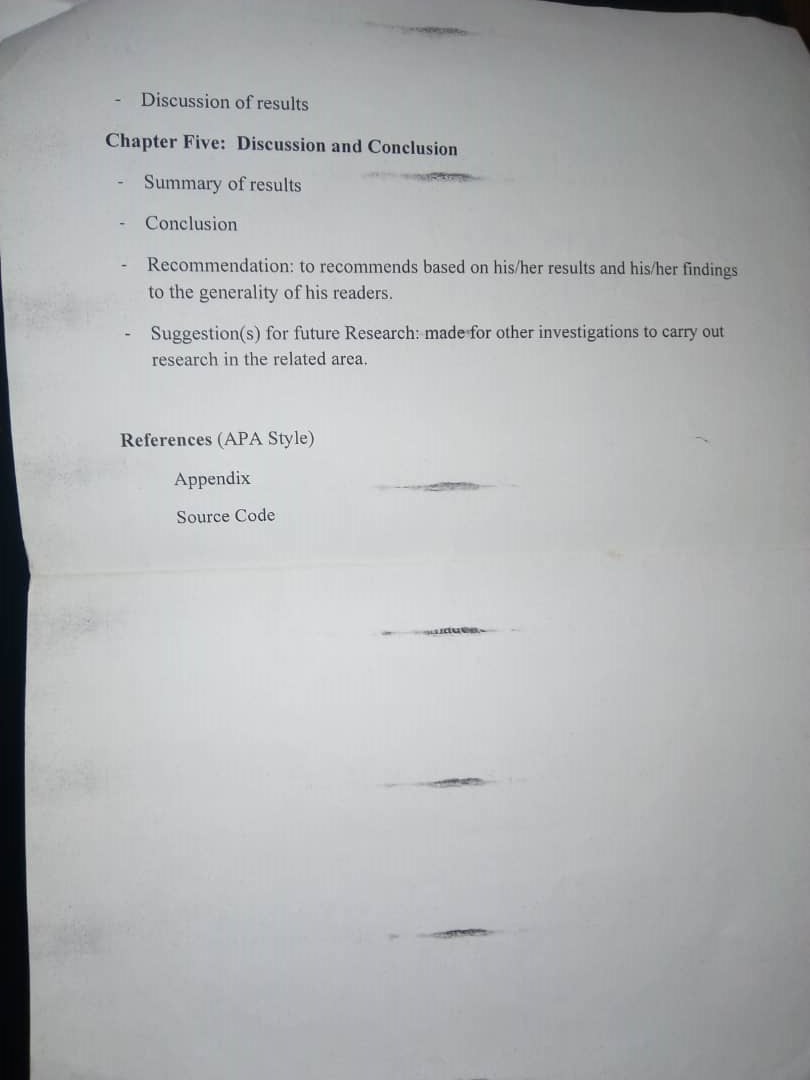 - Discussion of results
Chapter Five: Discussion and Conclusion
- Summary of results
- Conclusion
- Recommendation: to recommends based on his/her results and his/her findings
to the generality of his readers.
- Suggestion(s) for future Research: made for other investigations to carry out
research in the related area.
References (APA Style)
Appendix
Source Code